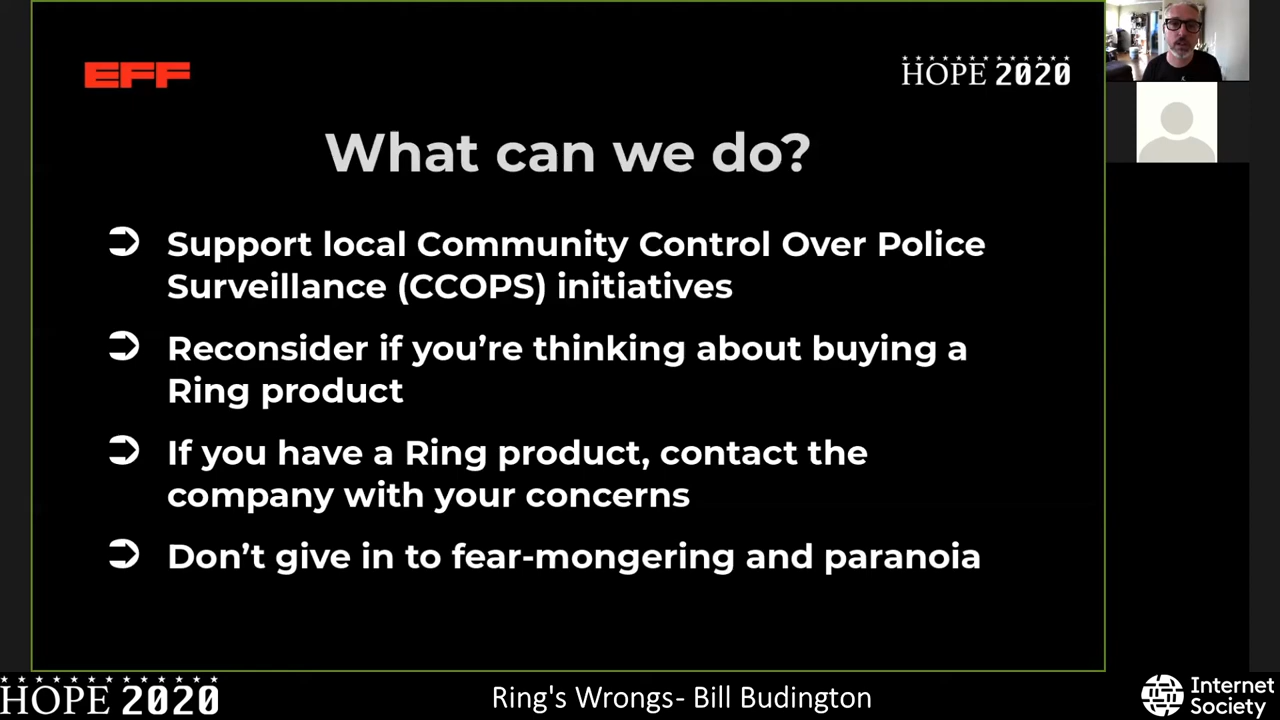 EFF
HOPE 2020
What can we do?
➲ Support local Community Control Over Police
Surveillance (CCOPS) initiatives
➲ Reconsider if you’re thinking about buying a
Ring product
➲ If you have a Ring product, contact the
company with your concerns
➲ Don’t give in to fear-mongering and paranoia
HOPE 2020
Ring's Wrongs- Bill Budington
Internet
Society